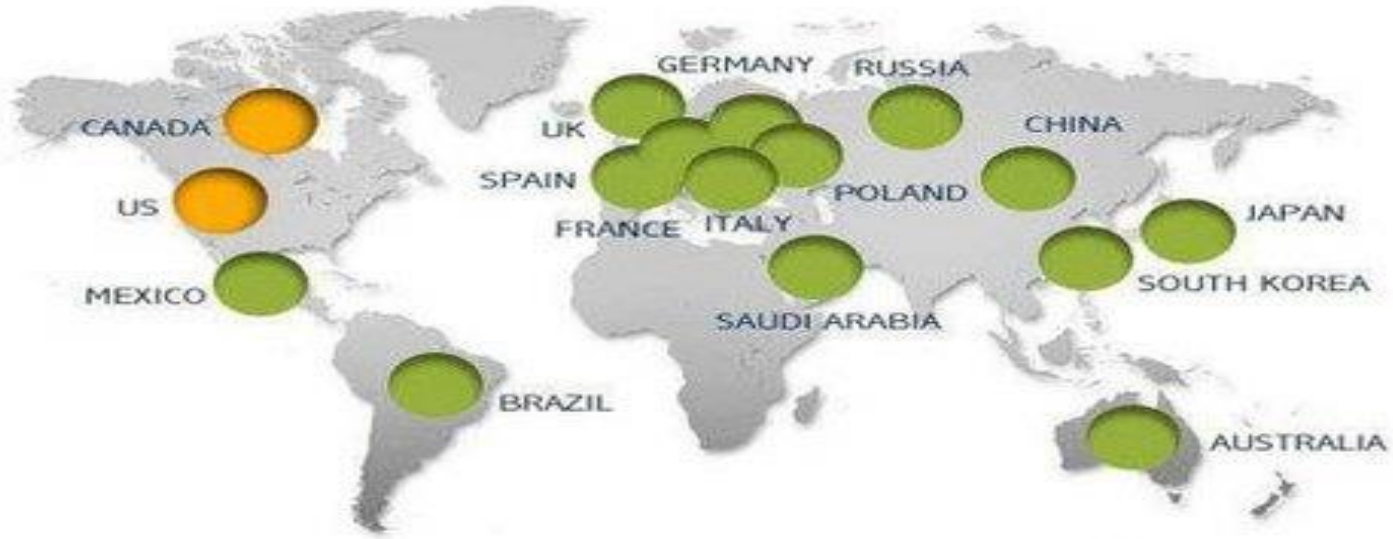 GERMANY
RUSSIA
CANADA
UK
CHINA
SPAIN
POLAND
US
FRANCE
ITALY
JAPAN
MEXICO
SOUTH KOREA
SAUDI ARABIA
BRAZIL
AUSTRALIA